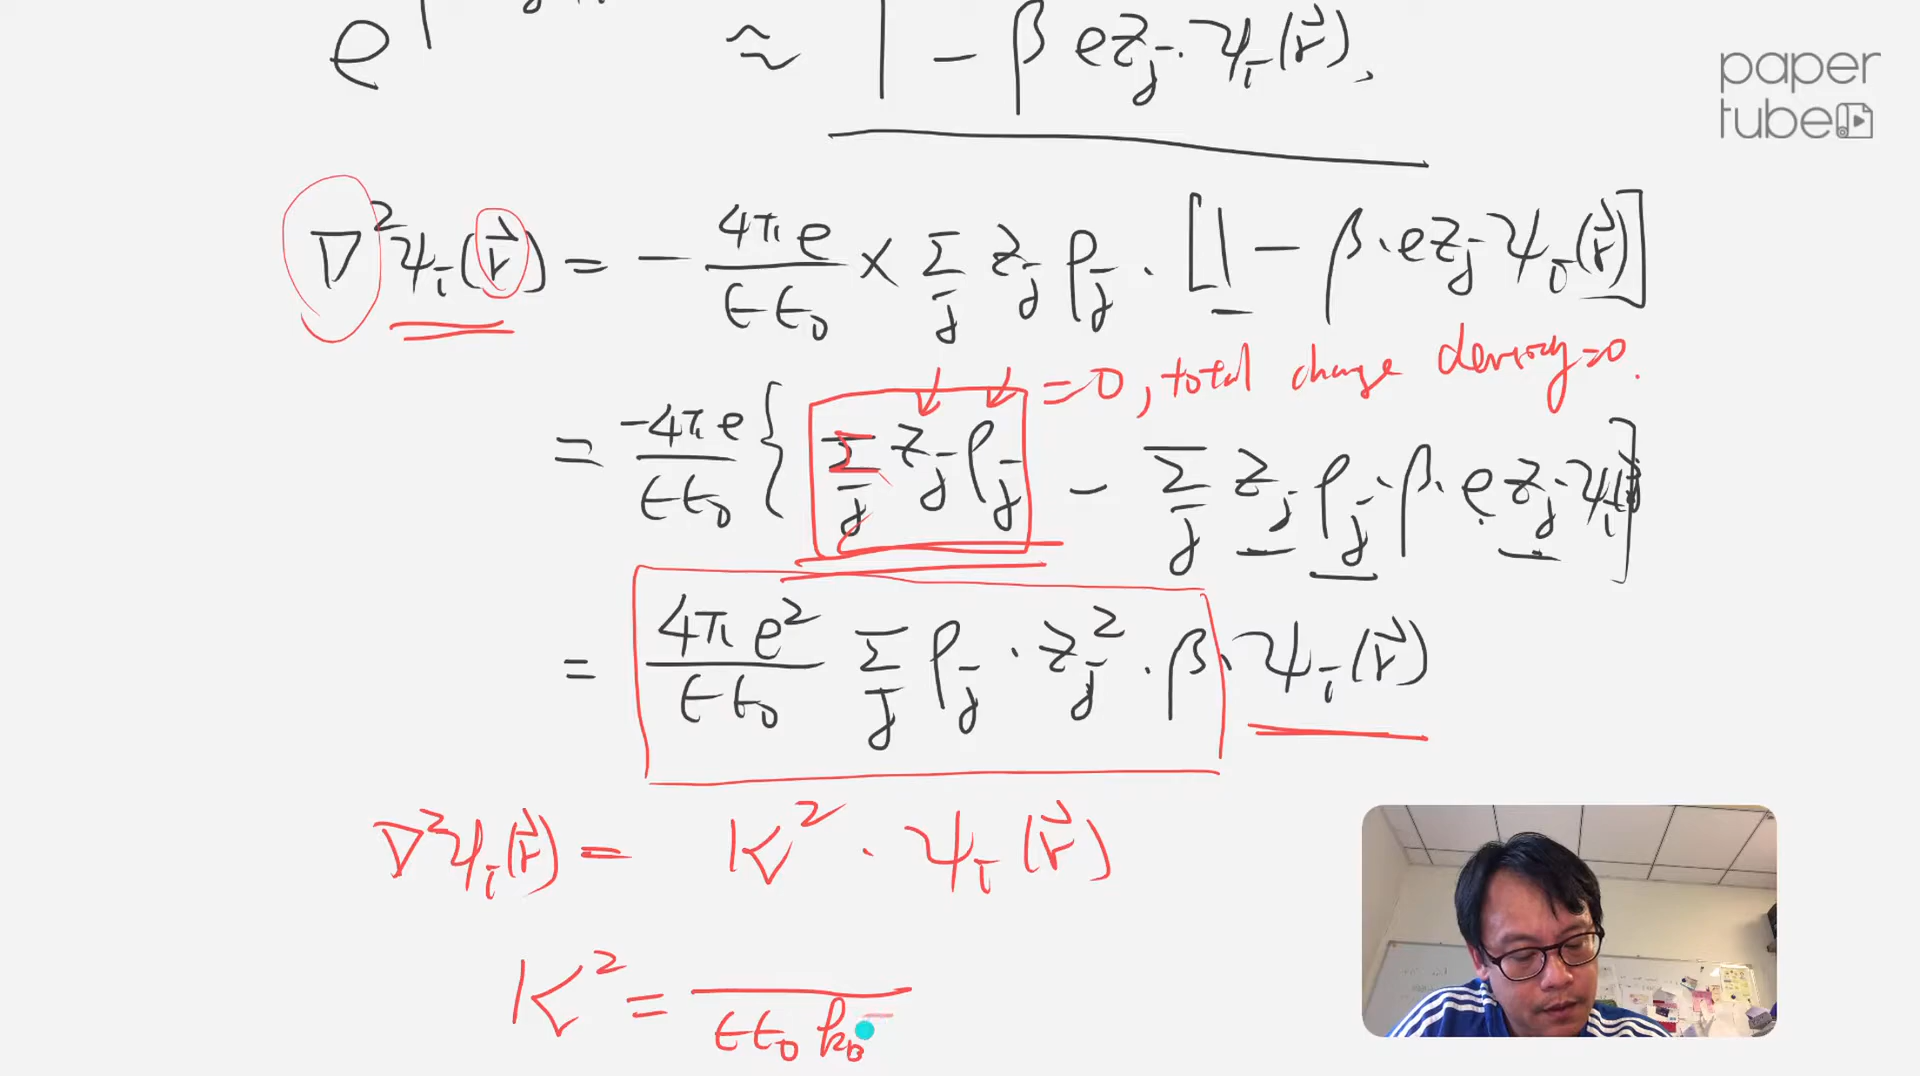 e^β ≈ 1 - β e z_j · ψ_i(r⃗),
paper
tube
∇²ψ_i(r⃗) = - 4πe / εε₀ × Σ_j z_j ρ_j · [1 - β · e z_j ψ_i(r⃗)]
= 0, total charge density = 0.
= -4πe / εε₀ { Σ_j z_j ρ_j - Σ_j z_j ρ_j · β · e z_j · ψ_i }
= 4πe² / εε₀ Σ_j ρ_j · z_j² · β · ψ_i(r⃗)
∇²ψ_i(r⃗) = K² · ψ_i(r⃗)
K² = / εε₀ k_B